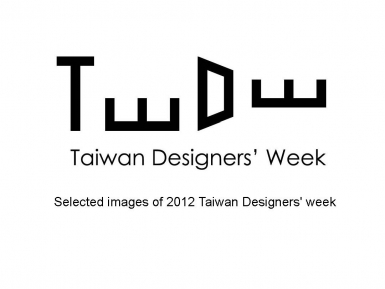 TwDw
Taiwan Designers' Week
Selected images of 2012 Taiwan Designers' week